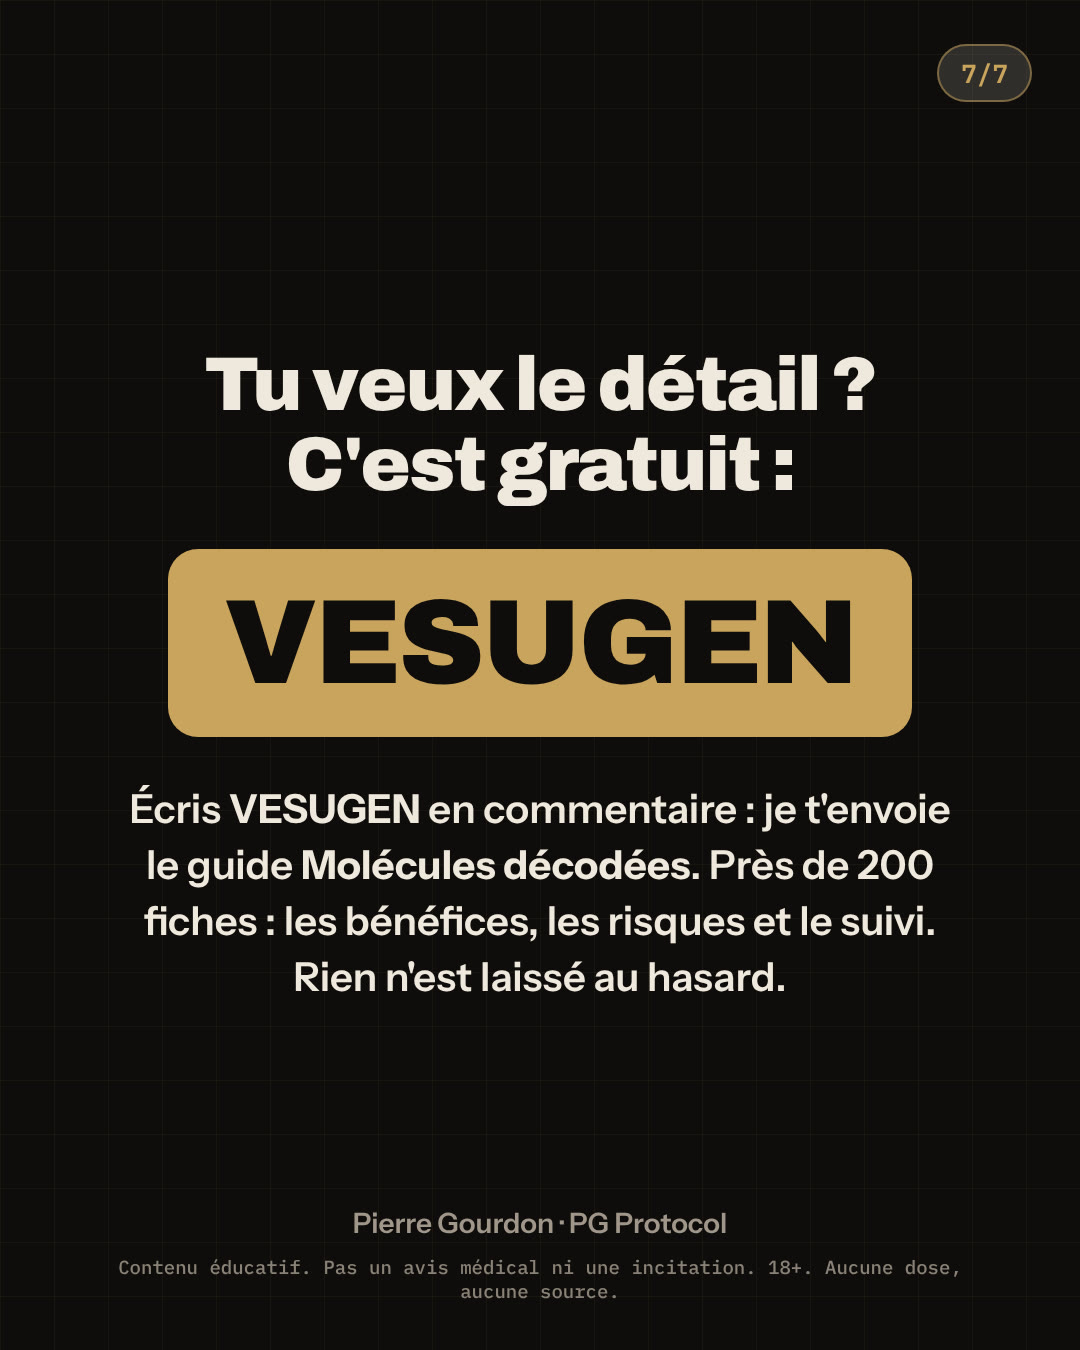 7/7
Tu veux le détail ?
C'est gratuit :
VESUGEN
Écris VESUGEN en commentaire : je t'envoie
le guide Molécules décodées. Près de 200
fiches : les bénéfices, les risques et le suivi.
Rien n'est laissé au hasard.
Pierre Gourdon · PG Protocol
Contenu éducatif. Pas un avis médical ni une incitation. 18+. Aucune dose,
aucune source.